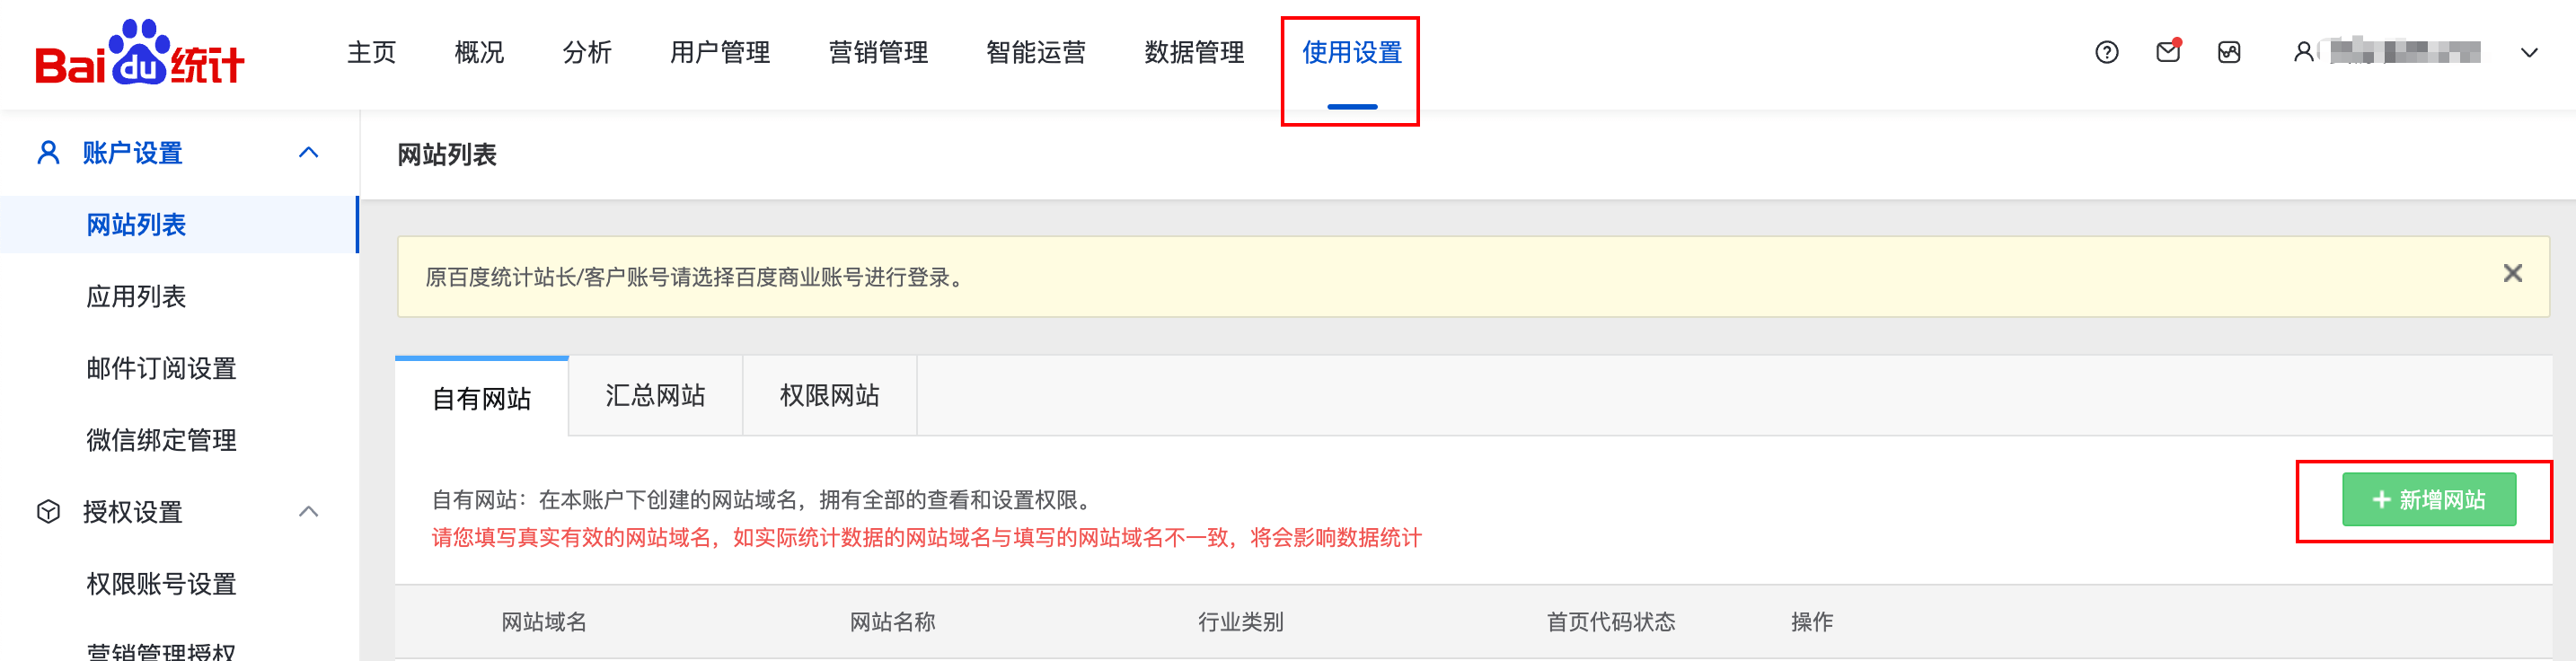 Baidu统计 主页 概况 分析 用户管理 营销管理 智能运营 数据管理 使用设置
账户设置
网站列表
应用列表
邮件订阅设置
微信绑定管理
授权设置
权限账号设置
营销管理授权
网站列表
原百度统计站长/客户账号请选择百度商业账号进行登录。
自有网站 汇总网站 权限网站
自有网站：在本账户下创建的网站域名，拥有全部的查看和设置权限。
请您填写真实有效的网站域名，如实际统计数据的网站域名与填写的网站域名不一致，将会影响数据统计
+ 新增网站
网站域名 网站名称 行业类别 首页代码状态 操作